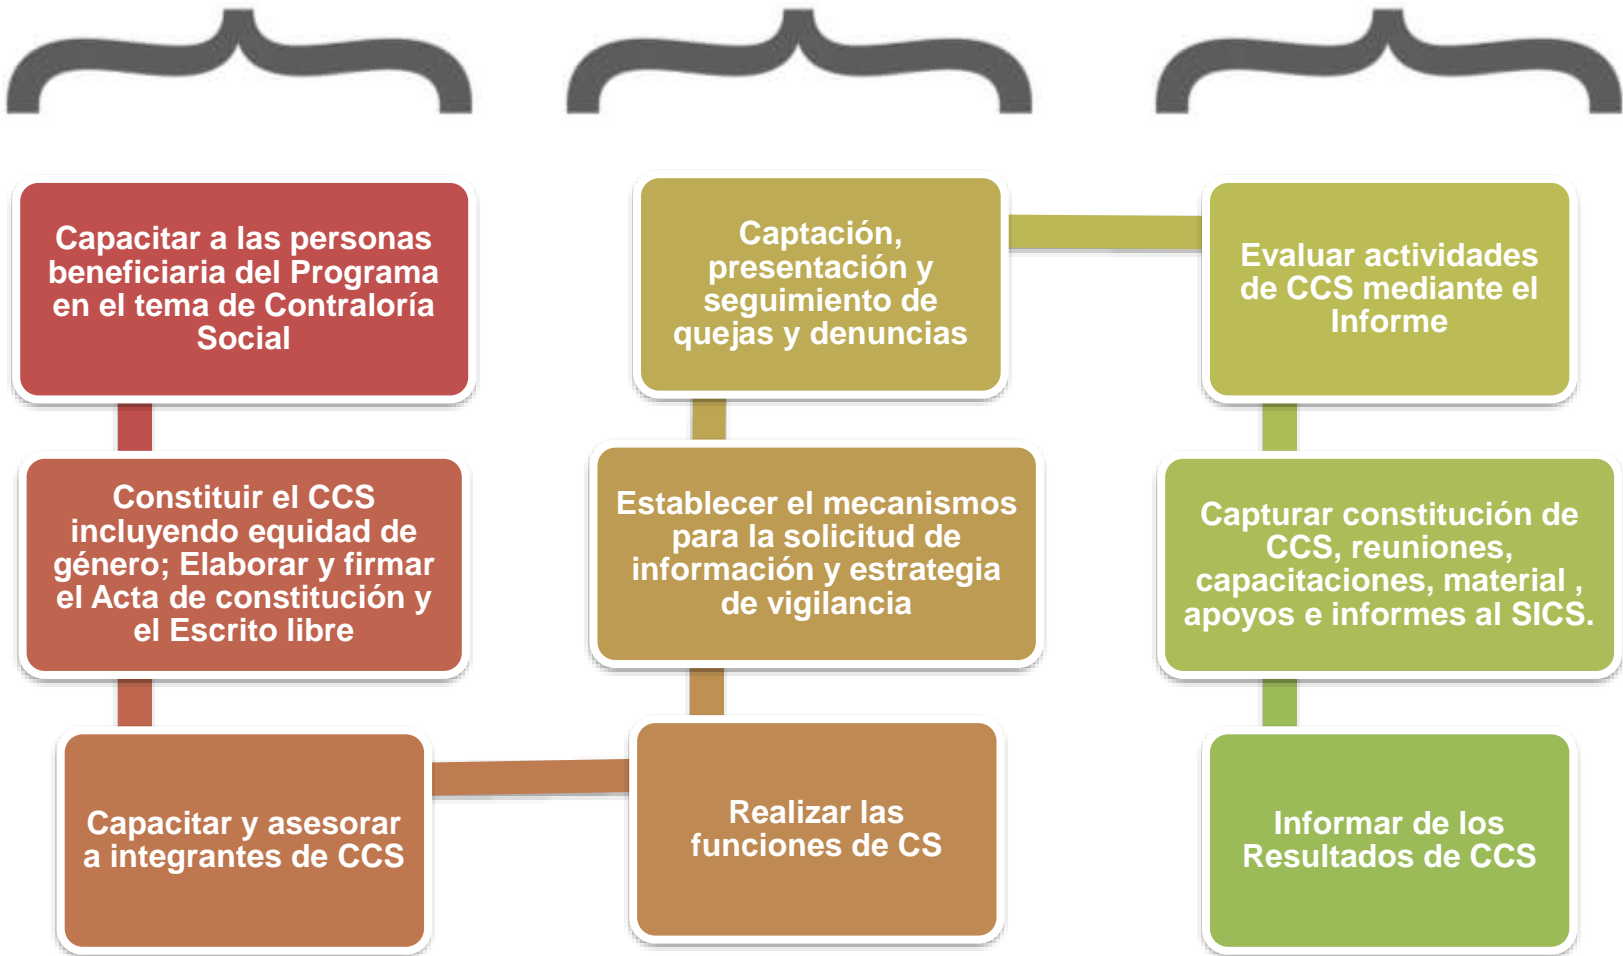 Capacitar a las personas
beneficiaria del Programa
en el tema de Contraloría
Social
Constituir el CCS
incluyendo equidad de
género; Elaborar y firmar
el Acta de constitución y
el Escrito libre
Capacitar y asesorar
a integrantes de CCS
Realizar las
funciones de CS
Establecer el mecanismos
para la solicitud de
información y estrategia
de vigilancia
Captación,
presentación y
seguimiento de
quejas y denuncias
Evaluar actividades
de CCS mediante el
Informe
Capturar constitución de
CCS, reuniones,
capacitaciones, material ,
apoyos e informes al SICS.
Informar de los
Resultados de CCS